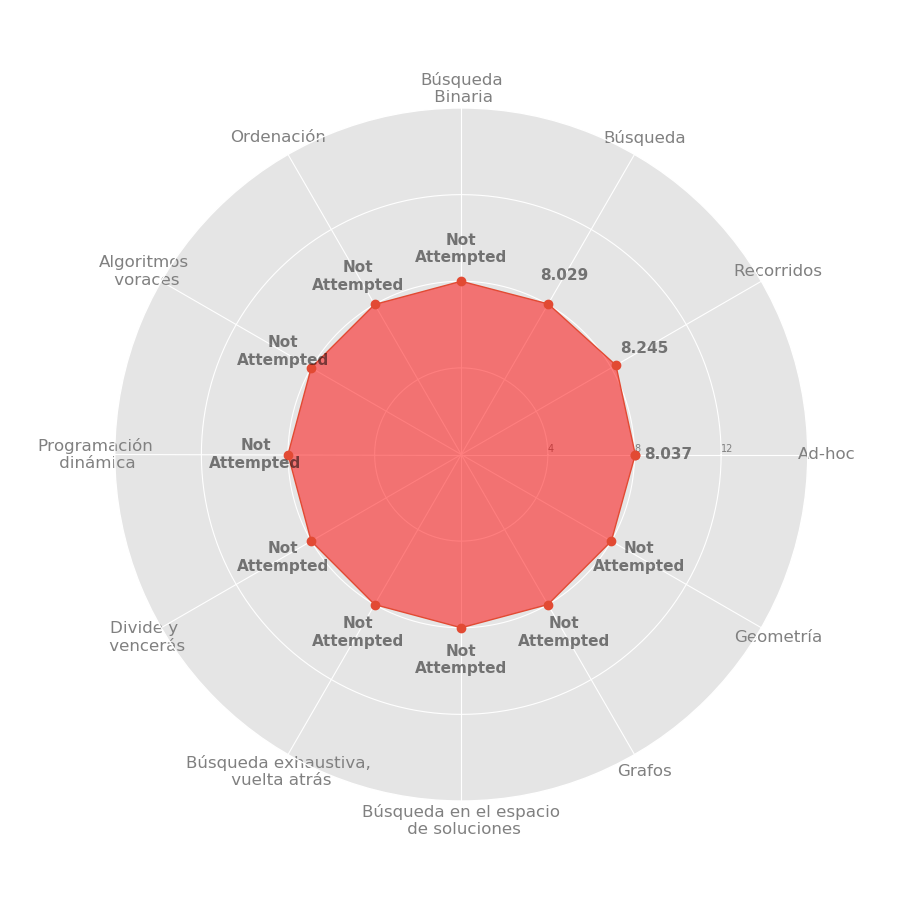 Búsqueda
Binaria
Ordenación
Búsqueda
Algoritmos
voraces
Recorridos
Not
Attempted
Not
Attempted
8.029
Not
Attempted
8.245
Programación
dinámica
Not
Attempted
4
8
12
8.037
Ad-hoc
Not
Attempted
Not
Attempted
Divide y
vencerás
Not
Attempted
Not
Attempted
Not
Attempted
Geometría
Búsqueda exhaustiva,
vuelta atrás
Grafos
Búsqueda en el espacio
de soluciones